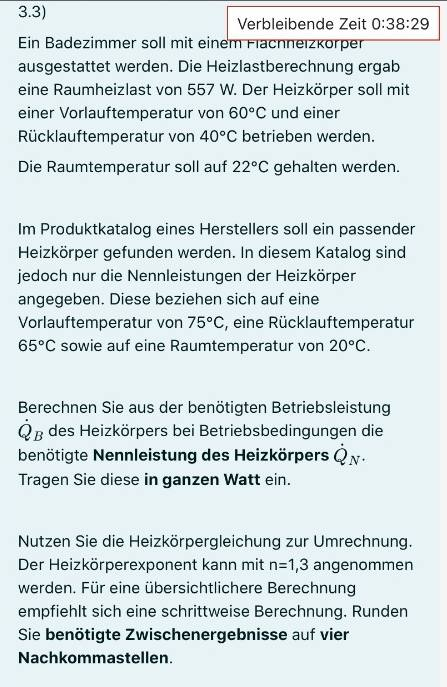 3.3)
Verbleibende Zeit 0:38:29
Ein Badezimmer soll mit einem Flachheizkörper
ausgestattet werden. Die Heizlastberechnung ergab
eine Raumheizlast von 557 W. Der Heizkörper soll mit
einer Vorlauftemperatur von 60°C und einer
Rücklauftemperatur von 40°C betrieben werden.
Die Raumtemperatur soll auf 22°C gehalten werden.
Im Produktkatalog eines Herstellers soll ein passender
Heizkörper gefunden werden. In diesem Katalog sind
jedoch nur die Nennleistungen der Heizkörper
angegeben. Diese beziehen sich auf eine
Vorlauftemperatur von 75°C, eine Rücklauftemperatur
65°C sowie auf eine Raumtemperatur von 20°C.
Berechnen Sie aus der benötigten Betriebsleistung
Q̇_B des Heizkörpers bei Betriebsbedingungen die
benötigte Nennleistung des Heizkörpers Q̇_N.
Tragen Sie diese in ganzen Watt ein.
Nutzen Sie die Heizkörpergleichung zur Umrechnung.
Der Heizkörperexponent kann mit n=1,3 angenommen
werden. Für eine übersichtlichere Berechnung
empfiehlt sich eine schrittweise Berechnung. Runden
Sie benötigte Zwischenergebnisse auf vier
Nachkommastellen.